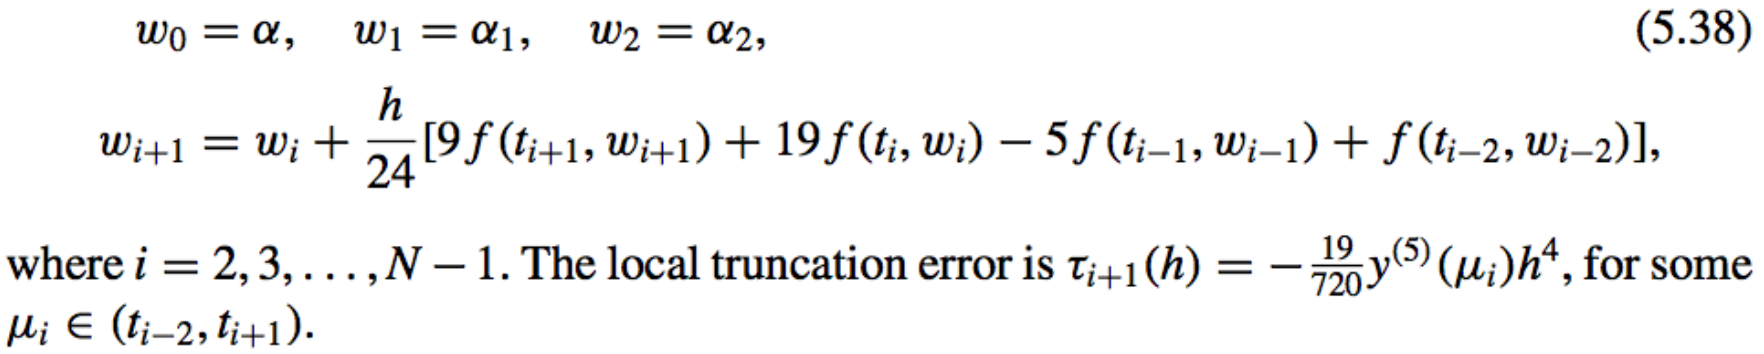 w₀ = α, w₁ = α₁, w₂ = α₂, (5.38)
wᵢ₊₁ = wᵢ + h/24 [9f(tᵢ₊₁, wᵢ₊₁) + 19f(tᵢ, wᵢ) − 5f(tᵢ₋₁, wᵢ₋₁) + f(tᵢ₋₂, wᵢ₋₂)],
where i = 2, 3, . . . , N − 1. The local truncation error is τᵢ₊₁(h) = −19/720 y⁽⁵⁾(μᵢ)h⁴, for some
μᵢ ∈ (tᵢ₋₂, tᵢ₊₁).